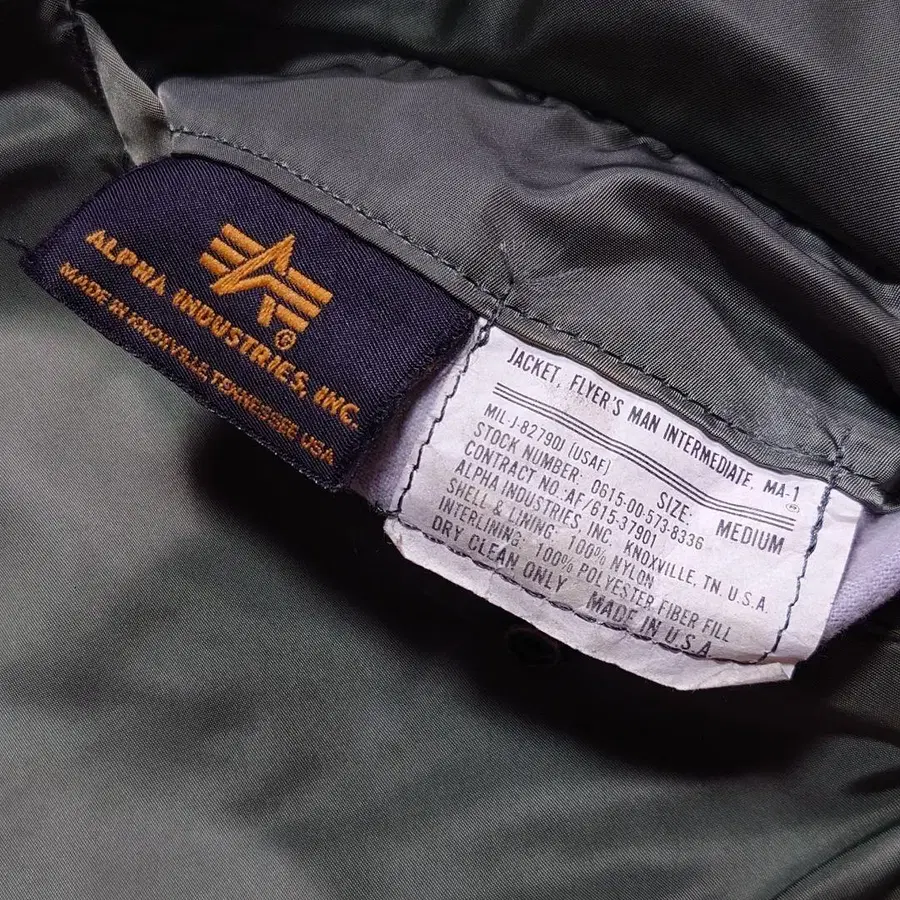 ALPHA INDUSTRIES, INC.
MADE IN KNOXVILLE, TENNESSEE USA
JACKET, FLYER'S MAN INTERMEDIATE, MA-1
MIL-J-8279OJ (USAF)
STOCK NUMBER: 0615-00-573-8336
SIZE: MEDIUM
CONTRACT NO. AF/615-37901
ALPHA INDUSTRIES, INC. KNOXVILLE, TN. U.S.A.
SHELL & LINING: 100% NYLON
INTERLINING: 100% POLYESTER FIBER FILL
DRY CLEAN ONLY MADE IN U.S.A.